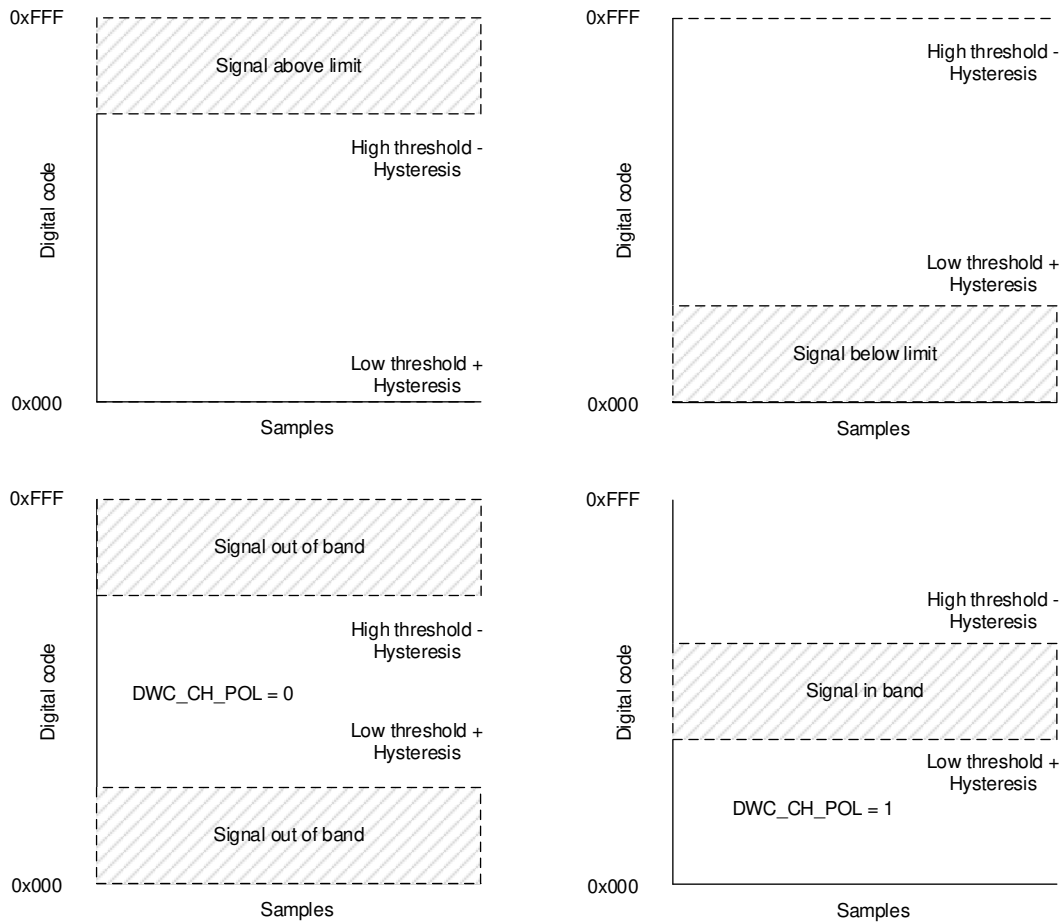 0xFFF
Signal above limit
High threshold -
Hysteresis
Digital code
Low threshold +
Hysteresis
0x000
Samples
High threshold -
Hysteresis
Digital code
Low threshold +
Hysteresis
Signal below limit
0x000
Samples
0xFFF
Signal out of band
High threshold -
Hysteresis
Digital code
DWC_CH_POL = 0
Low threshold +
Hysteresis
Signal out of band
0x000
Samples
0xFFF
High threshold -
Hysteresis
Digital code
Signal in band
Low threshold +
Hysteresis
DWC_CH_POL = 1
0x000
Samples
0xFFF